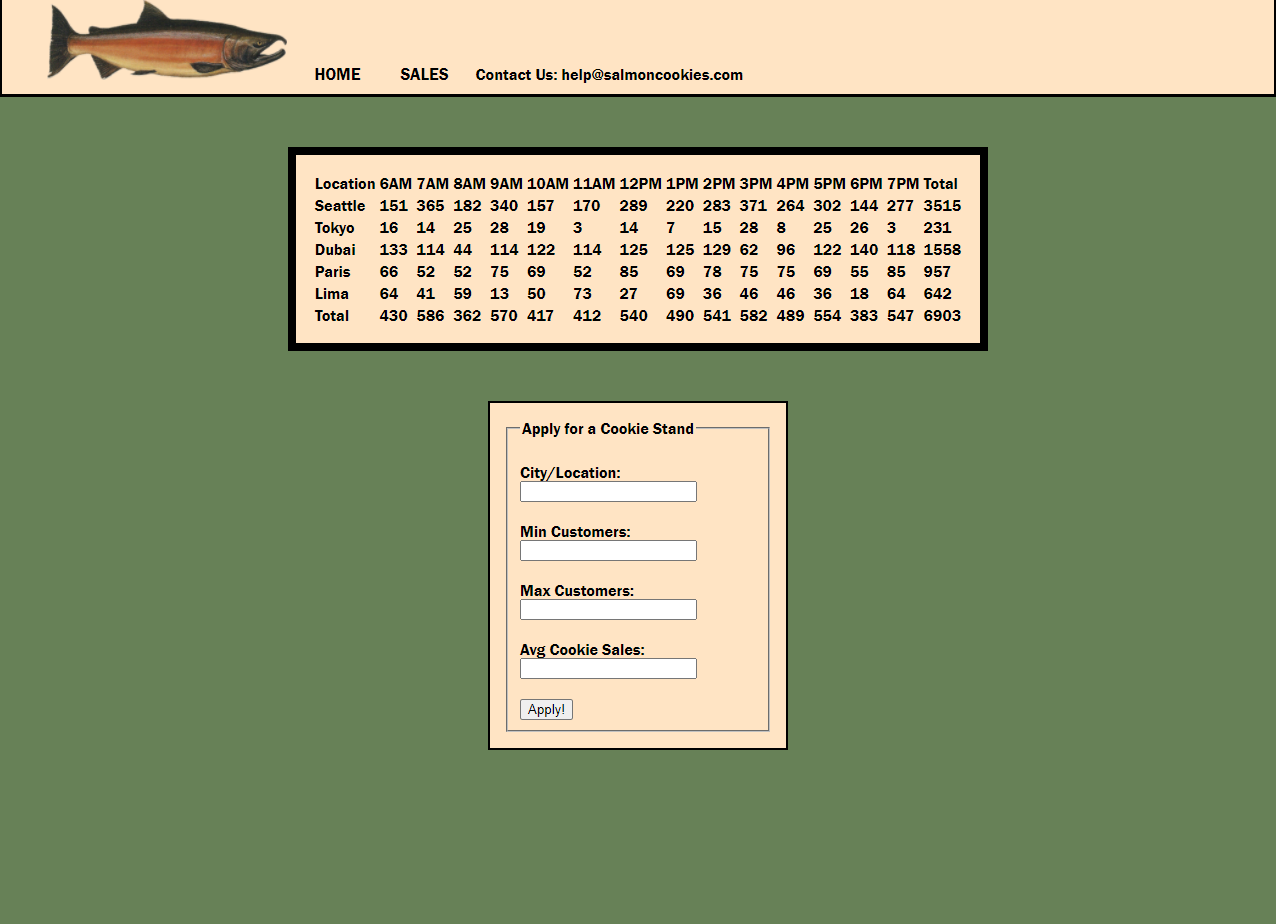 HOME SALES Contact Us: help@salmoncookies.com
Location 6AM 7AM 8AM 9AM 10AM 11AM 12PM 1PM 2PM 3PM 4PM 5PM 6PM 7PM Total
Seattle 151 365 182 340 157 170 289 220 283 371 264 302 144 277 3515
Tokyo 16 14 25 28 19 3 14 7 15 28 8 25 26 3 231
Dubai 133 114 44 114 122 114 125 125 129 62 96 122 140 118 1558
Paris 66 52 52 75 69 52 85 69 78 75 75 69 55 85 957
Lima 64 41 59 13 50 73 27 69 36 46 46 36 18 64 642
Total 430 586 362 570 417 412 540 490 541 582 489 554 383 547 6903
Apply for a Cookie Stand
City/Location:
Min Customers:
Max Customers:
Avg Cookie Sales:
Apply!